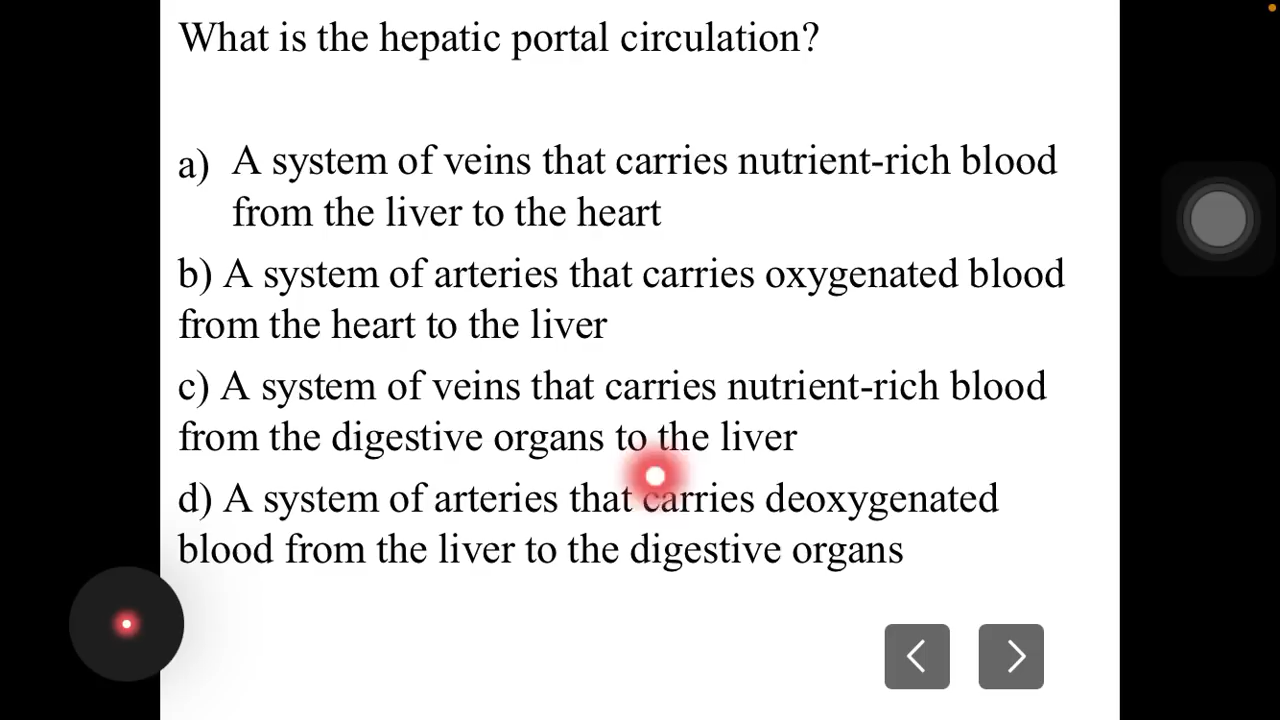 What is the hepatic portal circulation?
a) A system of veins that carries nutrient-rich blood
from the liver to the heart
b) A system of arteries that carries oxygenated blood
from the heart to the liver
c) A system of veins that carries nutrient-rich blood
from the digestive organs to the liver
d) A system of arteries that carries deoxygenated
blood from the liver to the digestive organs